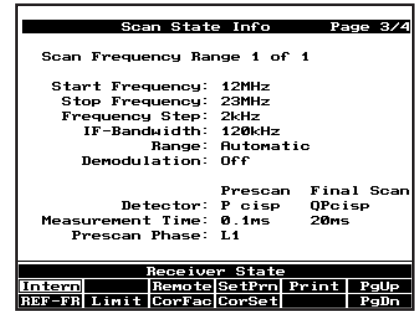 Scan State Info Page 3/4
Scan Frequency Range 1 of 1
Start Frequency: 12MHz
Stop Frequency: 23MHz
Frequency Step: 2kHz
IF-Bandwidth: 120kHz
Range: Automatic
Demodulation: Off
Prescan Final Scan
Detector: P cisp QPcisp
Measurement Time: 0.1ms 20ms
Prescan Phase: L1
Receiver State
Intern Remote SetPrn Print PgUp
REF-FR Limit CorFac CorSet PgDn